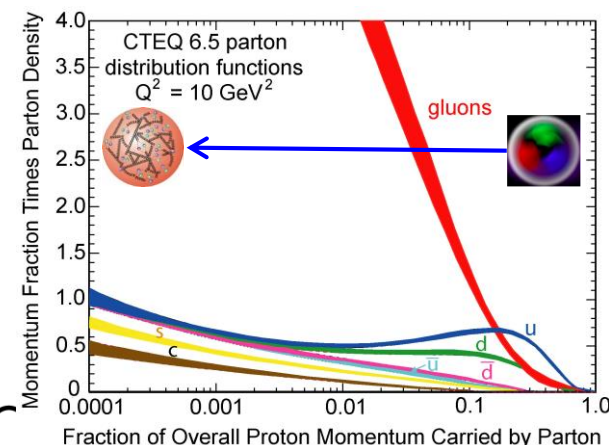 4.0
3.5
3.0
2.5
2.0
1.5
1.0
0.5
0
Momentum Fraction Times Parton Density
CTEQ 6.5 parton
distribution functions
Q² = 10 GeV²
gluons
s
c
u
d
ū
d̄
0.0001
0.001
0.01
0.1
1.0
Fraction of Overall Proton Momentum Carried by Parton